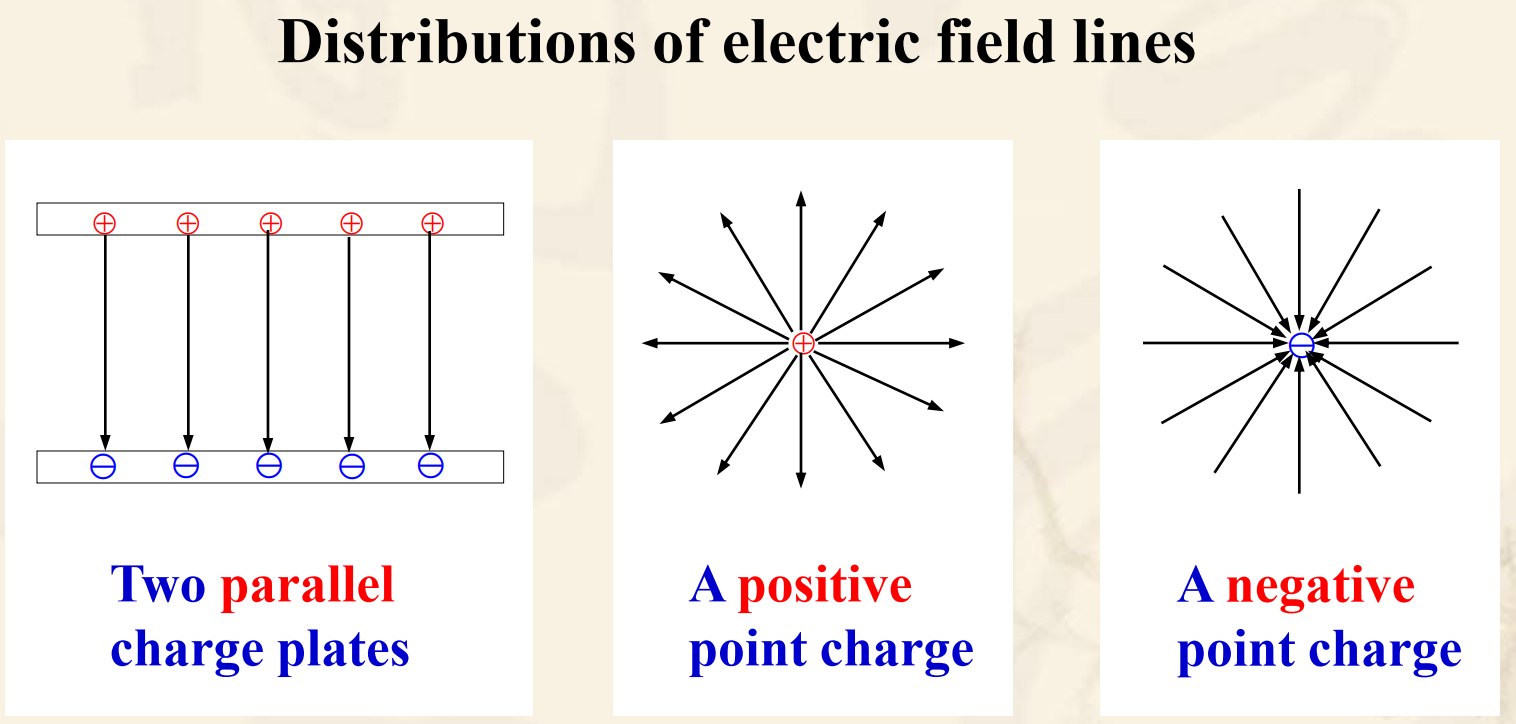 Distributions of electric field lines
Two parallel
charge plates
A positive
point charge
A negative
point charge